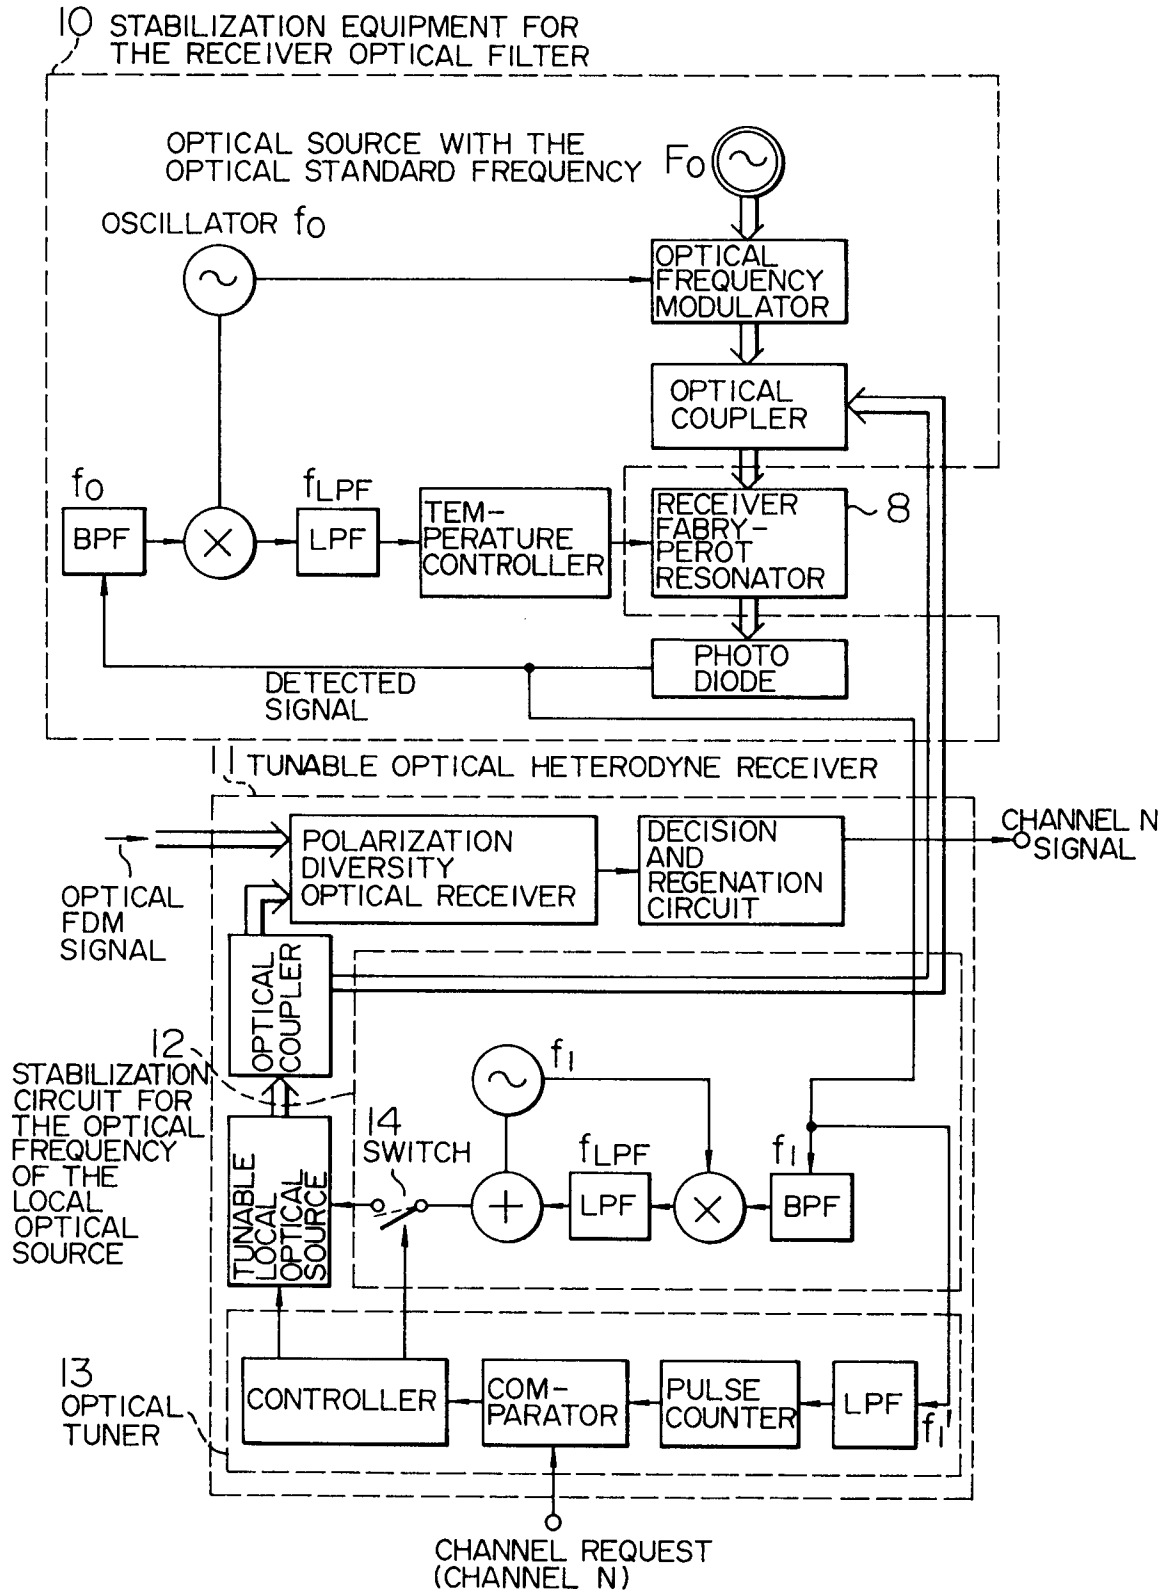 10 STABILIZATION EQUIPMENT FOR
THE RECEIVER OPTICAL FILTER
OPTICAL SOURCE WITH THE
OPTICAL STANDARD FREQUENCY
F0
OSCILLATOR f0
OPTICAL
FREQUENCY
MODULATOR
OPTICAL
COUPLER
f0
BPF
fLPF
LPF
TEM-
PERATURE
CONTROLLER
RECEIVER
FABRY-
PEROT
RESONATOR
8
PHOTO
DIODE
DETECTED
SIGNAL
11 TUNABLE OPTICAL HETERODYNE RECEIVER
POLARIZATION
DIVERSITY
OPTICAL RECEIVER
DECISION
AND
REGENATION
CIRCUIT
CHANNEL N
SIGNAL
OPTICAL
FDM
SIGNAL
OPTICAL
COUPLER
12
STABILIZATION
CIRCUIT FOR
THE OPTICAL
FREQUENCY
OF THE
LOCAL
OPTICAL
SOURCE
f1
14
SWITCH
fLPF
LPF
f1
BPF
TUNABLE
LOCAL
OPTICAL
SOURCE
13
OPTICAL
TUNER
CONTROLLER
COM-
PARATOR
PULSE
COUNTER
LPF
f1'
CHANNEL REQUEST
(CHANNEL N)